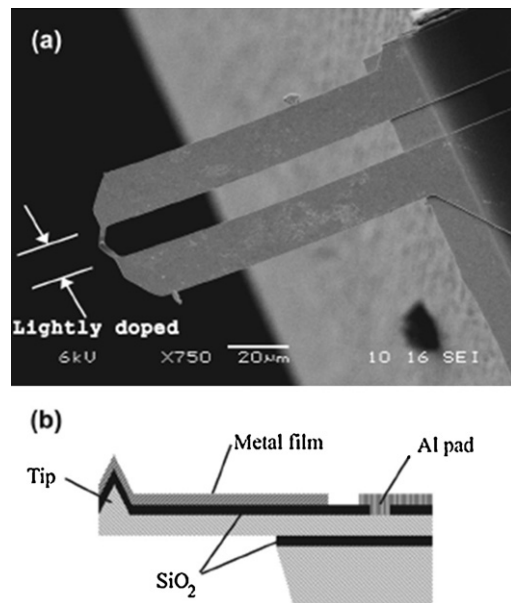 (a)
Lightly doped
6kV X750 20μm 10 16 SEI
(b)
Metal film
Al pad
Tip
SiO2